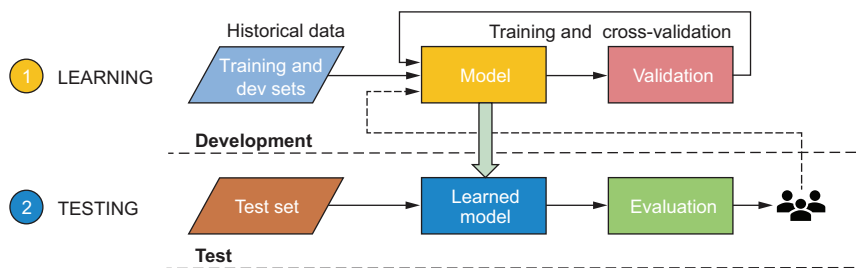 Historical data
Training and cross-validation
1 LEARNING
Training and
dev sets
Model
Validation
Development
2 TESTING
Test set
Learned
model
Evaluation
Test